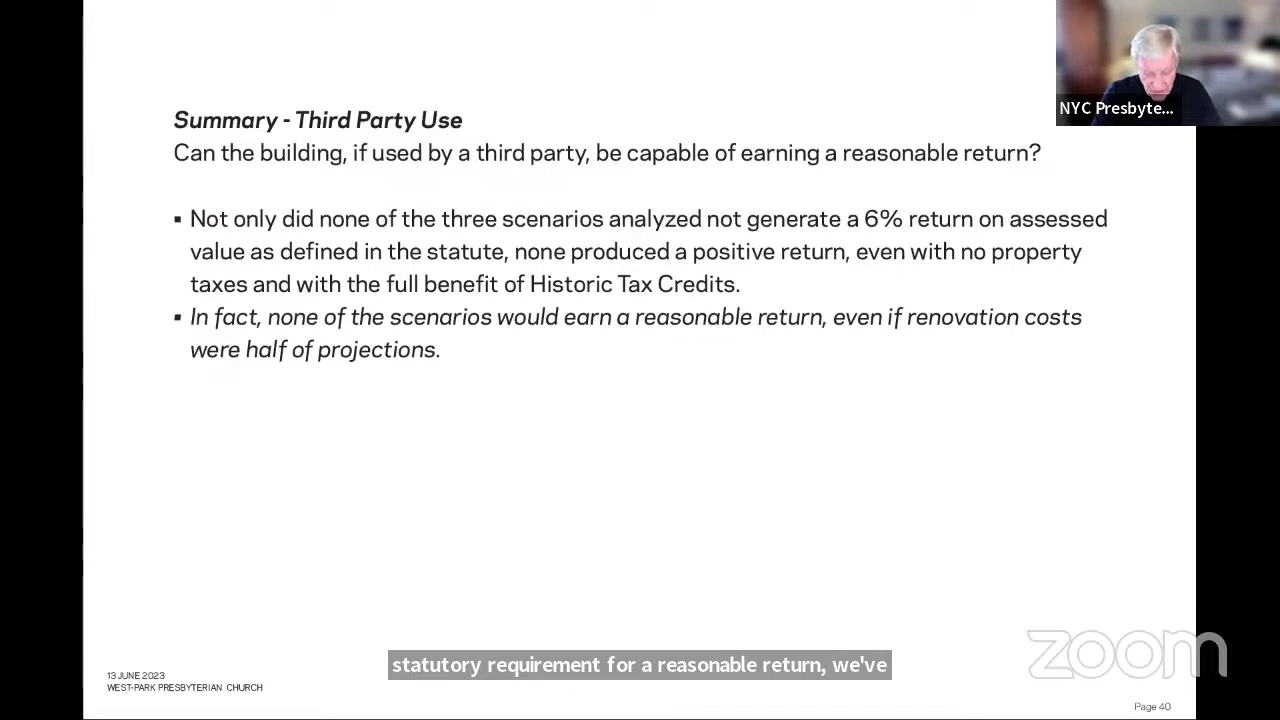 Summary - Third Party Use
Can the building, if used by a third party, be capable of earning a reasonable return?
▪ Not only did none of the three scenarios analyzed not generate a 6% return on assessed
value as defined in the statute, none produced a positive return, even with no property
taxes and with the full benefit of Historic Tax Credits.
▪ In fact, none of the scenarios would earn a reasonable return, even if renovation costs
were half of projections.
NYC Presbyte...
statutory requirement for a reasonable return, we've
zoom
13 JUNE 2023
WEST-PARK PRESBYTERIAN CHURCH
Page 40